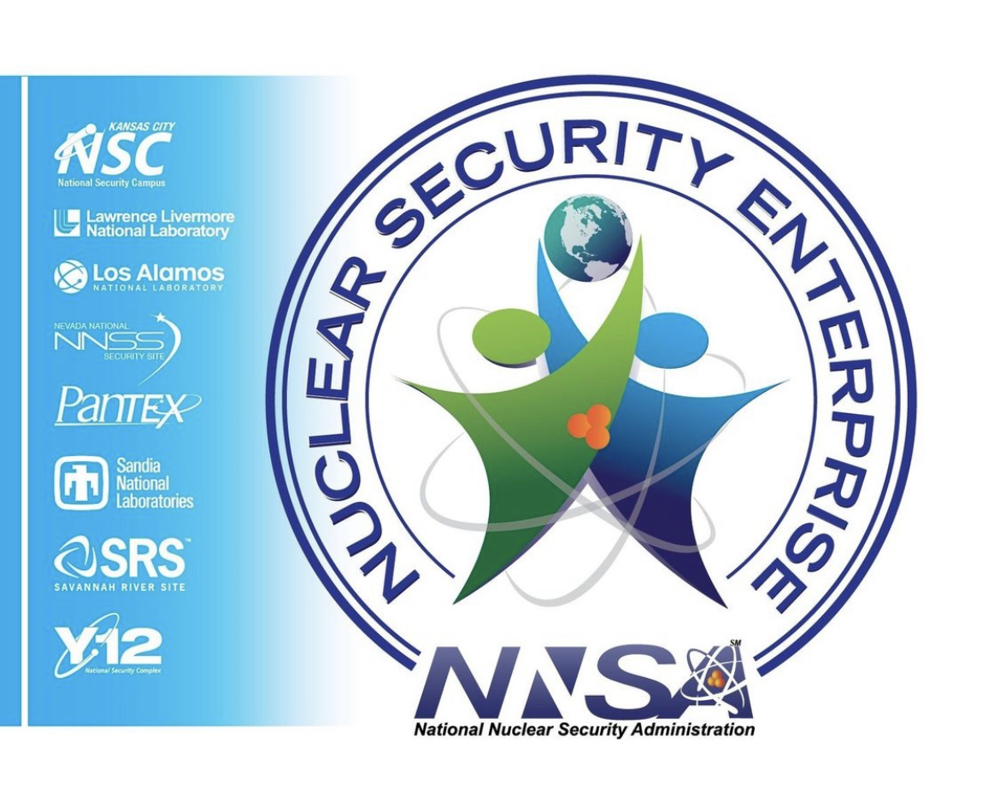 KANSAS CITY
NSC
National Security Campus
Lawrence Livermore
National Laboratory
Los Alamos
NATIONAL LABORATORY
NEVADA NATIONAL
NNSS
SECURITY SITE
PANTEX
Sandia
National
Laboratories
SRS™
SAVANNAH RIVER SITE
Y-12
National Security Complex
NUCLEAR SECURITY ENTERPRISE
NNSA SM
National Nuclear Security Administration